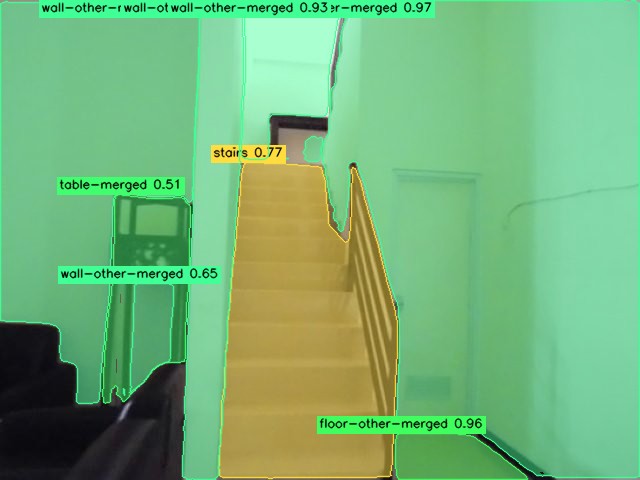 wall-other-r wall-ot wall-other-merged 0.93 er-merged 0.97
stairs 0.77
table-merged 0.51
wall-other-merged 0.65
floor-other-merged 0.96